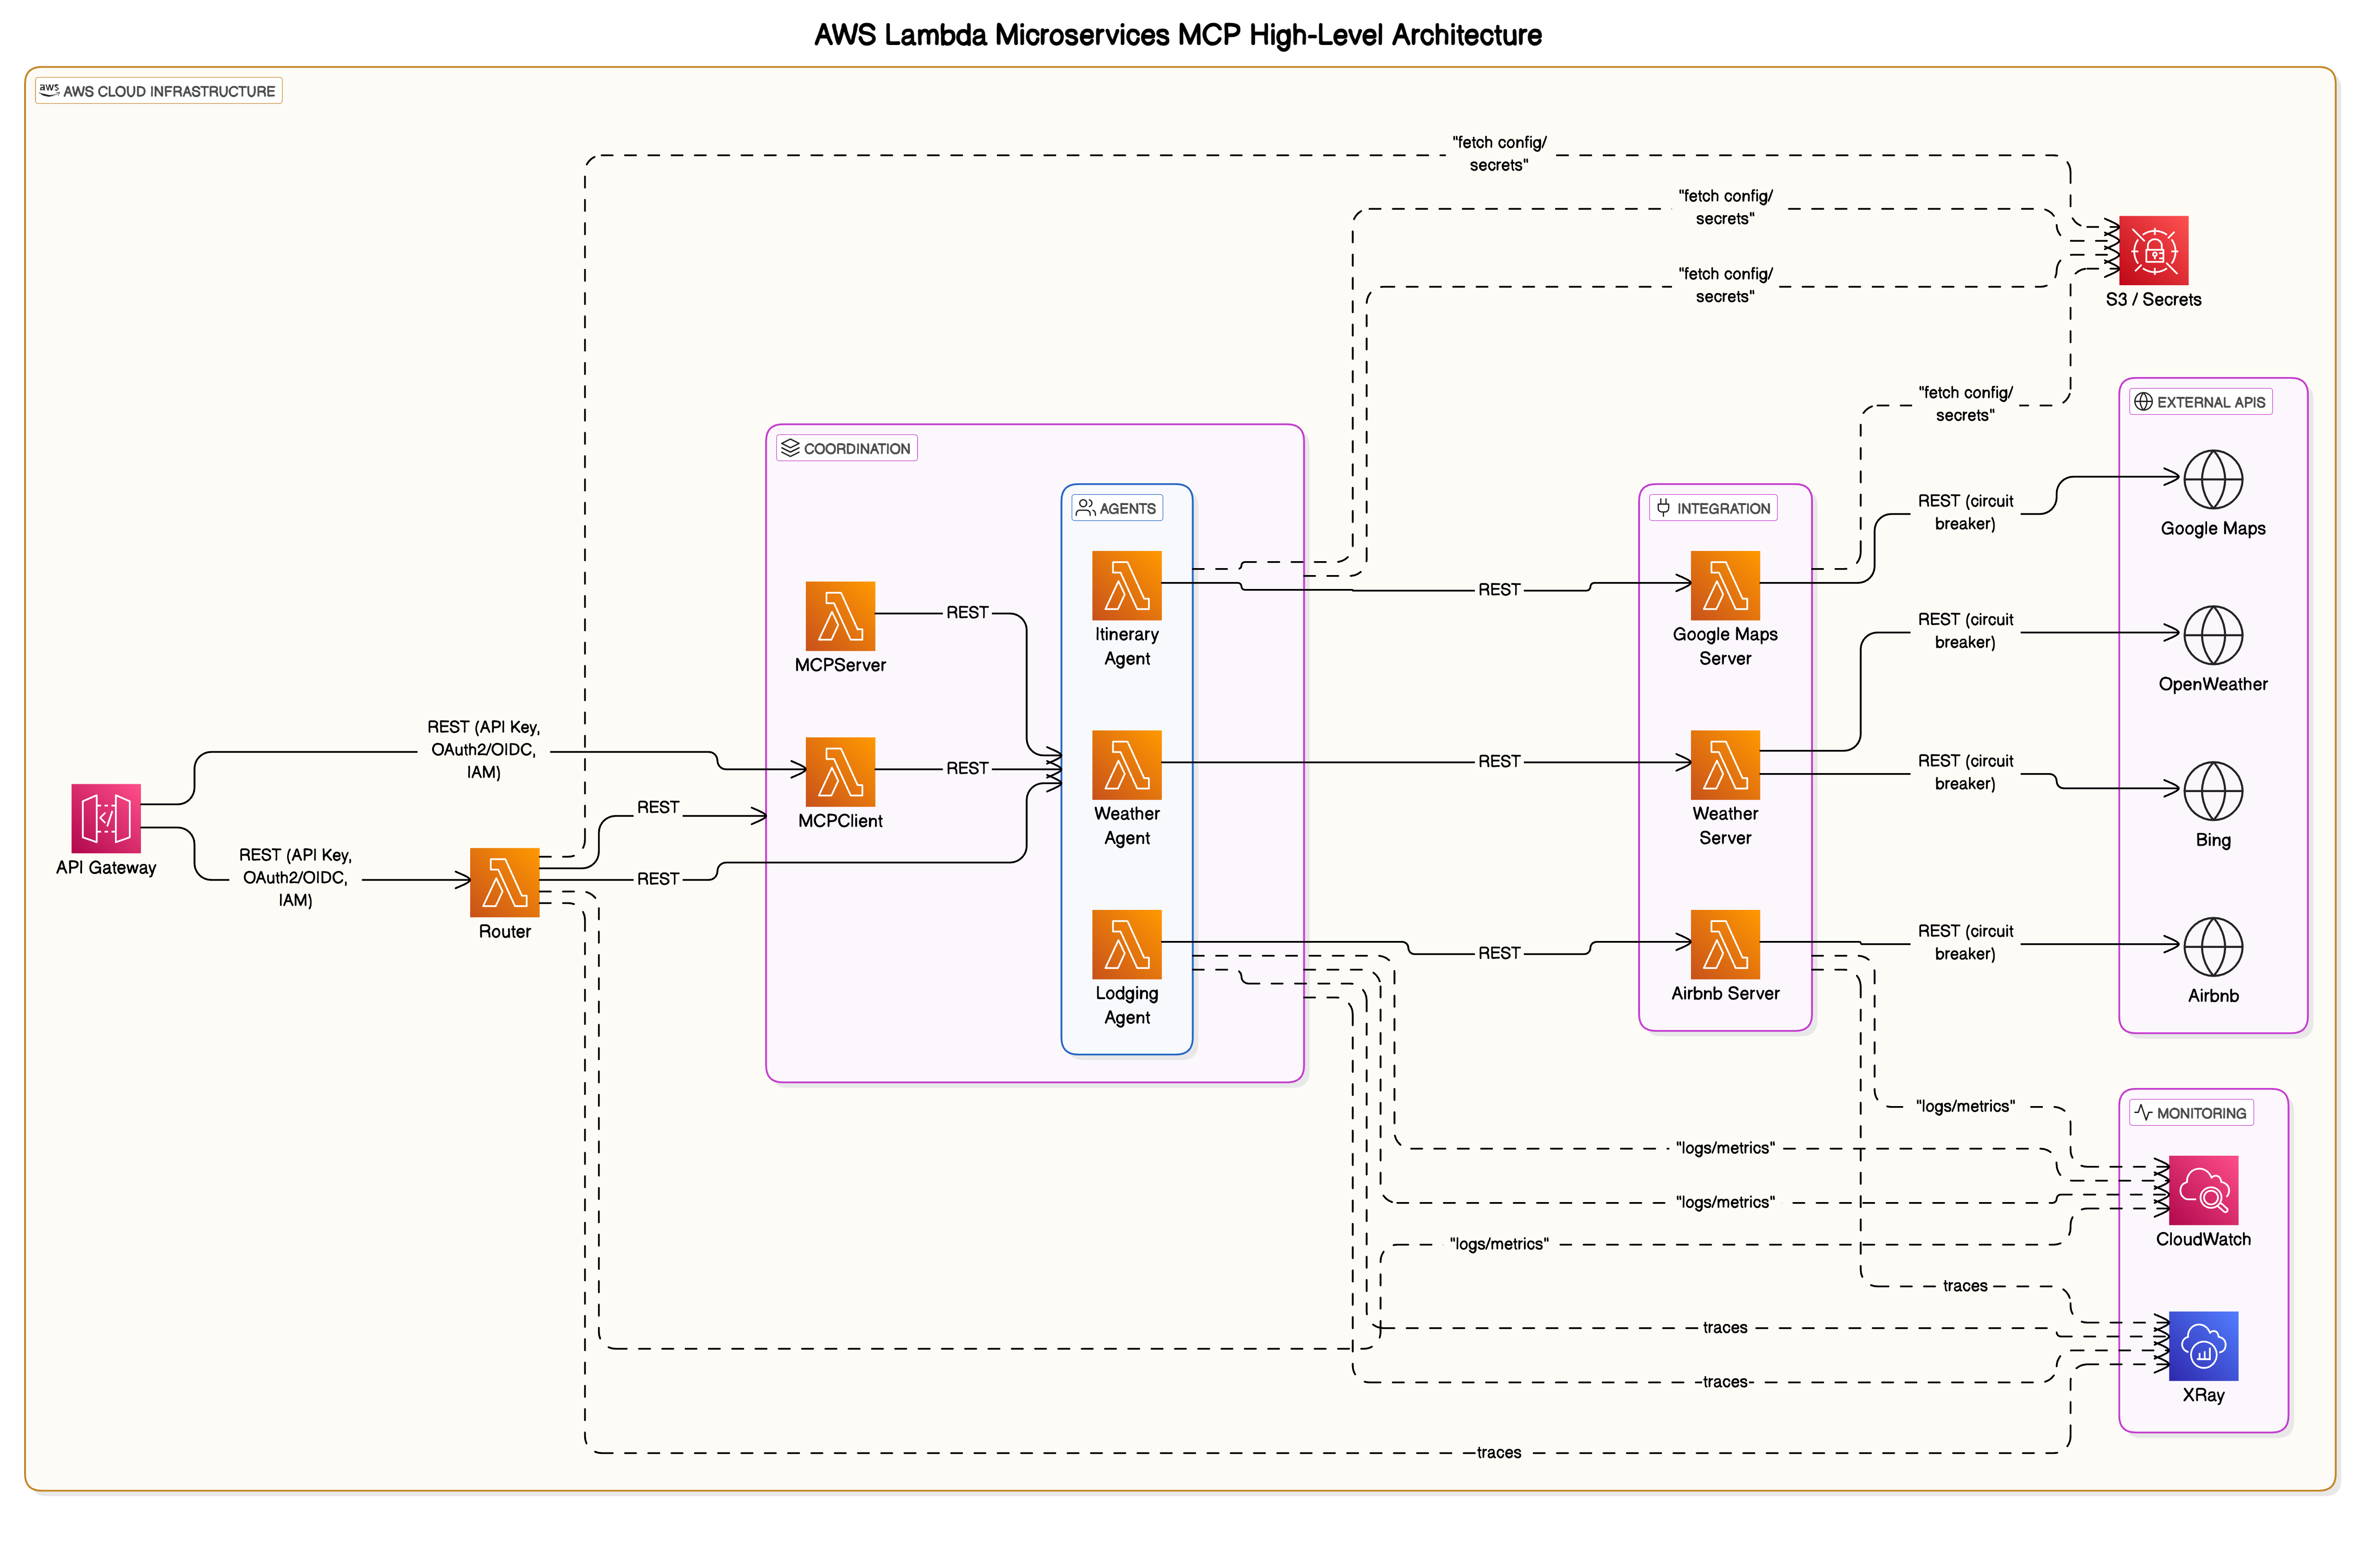 AWS Lambda Microservices MCP High-Level Architecture
aws AWS CLOUD INFRASTRUCTURE
"fetch config/
secrets"
"fetch config/
secrets"
"fetch config/
secrets"
S3 / Secrets
"fetch config/
secrets"
EXTERNAL APIS
COORDINATION
AGENTS
INTEGRATION
REST (circuit
breaker)
Google Maps
REST
REST
Itinerary
Agent
Google Maps
Server
MCPServer
REST (circuit
breaker)
OpenWeather
REST (API Key,
OAuth2/OIDC,
IAM)
REST
REST
REST (circuit
breaker)
MCPClient
Weather
Agent
Weather
Server
Bing
REST
API Gateway
REST (API Key,
OAuth2/OIDC,
IAM)
REST
Router
REST
REST (circuit
breaker)
Lodging
Agent
Airbnb Server
Airbnb
"logs/metrics"
MONITORING
"logs/metrics"
"logs/metrics"
"logs/metrics"
CloudWatch
traces
traces
traces
XRay
traces